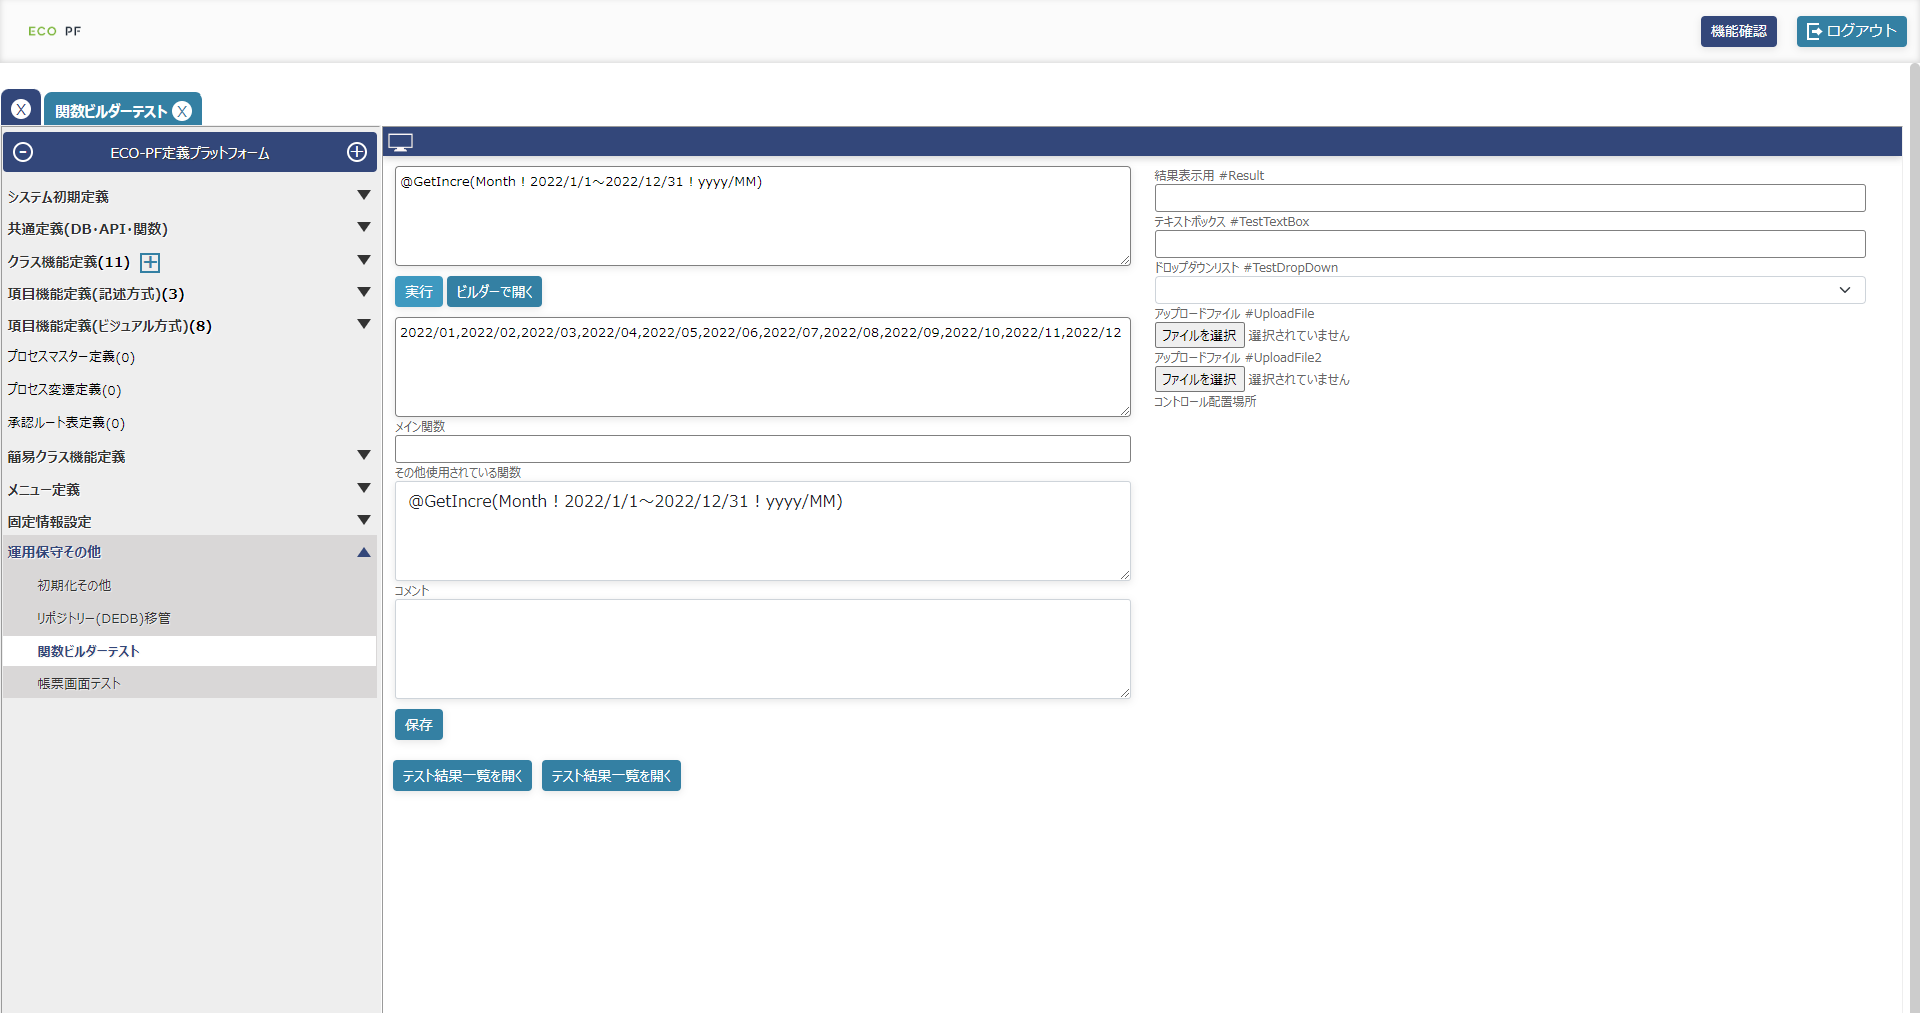 ECO PF
機能確認
ログアウト
X
関数ビルダーテスト X
ECO-PF定義プラットフォーム
システム初期定義
共通定義(DB・API・関数)
クラス機能定義(11)
項目機能定義(記述方式)(3)
項目機能定義(ビジュアル方式)(8)
プロセスマスター定義(0)
プロセス変遷定義(0)
承認ルート表定義(0)
簡易クラス機能定義
メニュー定義
固定情報設定
運用保守その他
初期化その他
リポジトリー(DEDB)移管
関数ビルダーテスト
帳票画面テスト
@GetIncre(Month！2022/1/1～2022/12/31！yyyy/MM)
実行
ビルダーで開く
2022/01,2022/02,2022/03,2022/04,2022/05,2022/06,2022/07,2022/08,2022/09,2022/10,2022/11,2022/12
メイン関数
その他使用されている関数
@GetIncre(Month！2022/1/1～2022/12/31！yyyy/MM)
コメント
保存
テスト結果一覧を開く
テスト結果一覧を開く
結果表示用 #Result
テキストボックス #TestTextBox
ドロップダウンリスト #TestDropDown
アップロードファイル #UploadFile
ファイルを選択 選択されていません
アップロードファイル #UploadFile2
ファイルを選択 選択されていません
コントロール配置場所